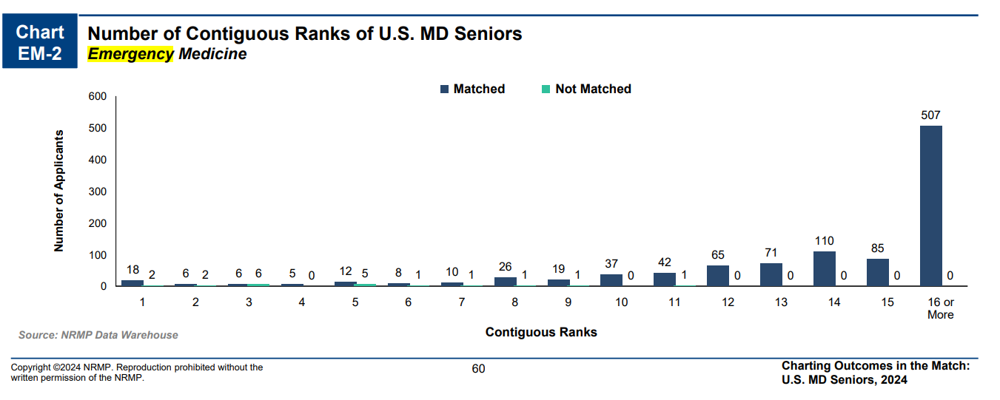 Chart
EM-2
Number of Contiguous Ranks of U.S. MD Seniors
Emergency Medicine
Matched Not Matched
600
500
400
300
200
100
0
Number of Applicants
18 2 6 2 6 6 5 0 12 5 8 1 10 1 26 1 19 1 37 0 42 1 65 0 71 0 110 0 85 0 507 0
1 2 3 4 5 6 7 8 9 10 11 12 13 14 15 16 or
More
Contiguous Ranks
Source: NRMP Data Warehouse
Copyright ©2024 NRMP. Reproduction prohibited without the
written permission of the NRMP.
60
Charting Outcomes in the Match:
U.S. MD Seniors, 2024